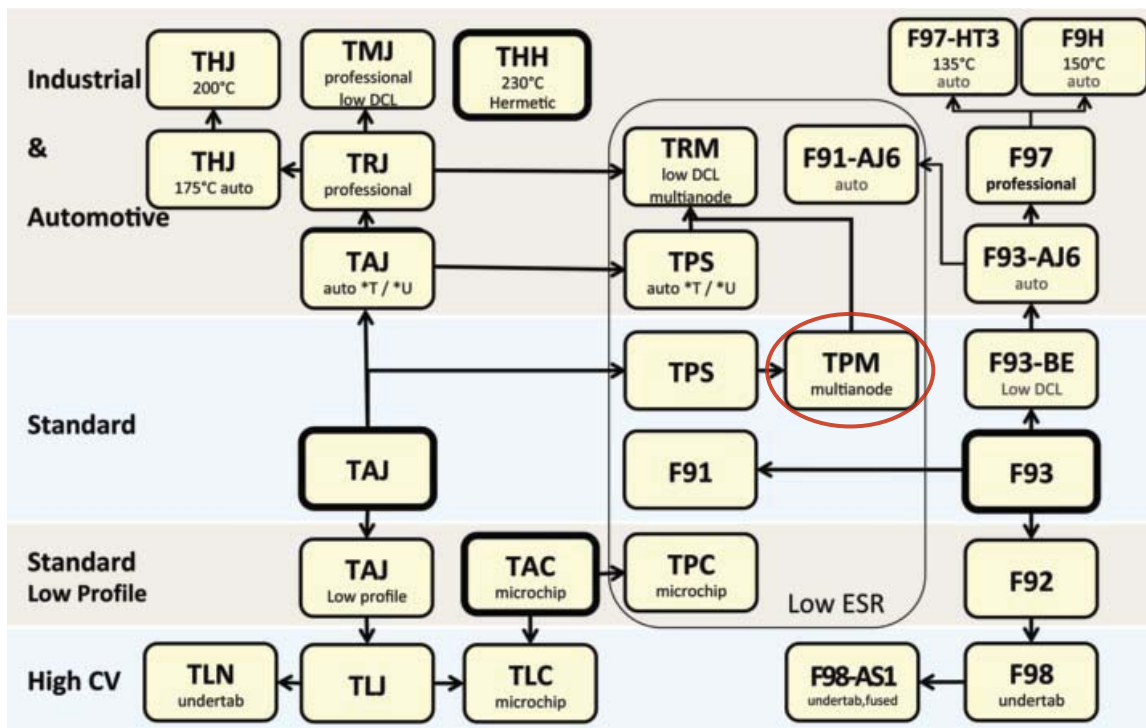 Industrial
&
Automotive
THJ
200°C
TMJ
professional
low DCL
THH
230°C
Hermetic
F97-HT3
135°C
auto
F9H
150°C
auto
THJ
175°C auto
TRJ
professional
TRM
low DCL
multianode
F91-AJ6
auto
F97
professional
TAJ
auto *T / *U
TPS
auto *T / *U
F93-AJ6
auto
Standard
TPS
TPM
multianode
F93-BE
Low DCL
TAJ
F91
F93
Standard
Low Profile
TAJ
Low profile
TAC
microchip
TPC
microchip
Low ESR
F92
High CV
TLN
undertab
TLJ
TLC
microchip
F98-AS1
undertab,fused
F98
undertab